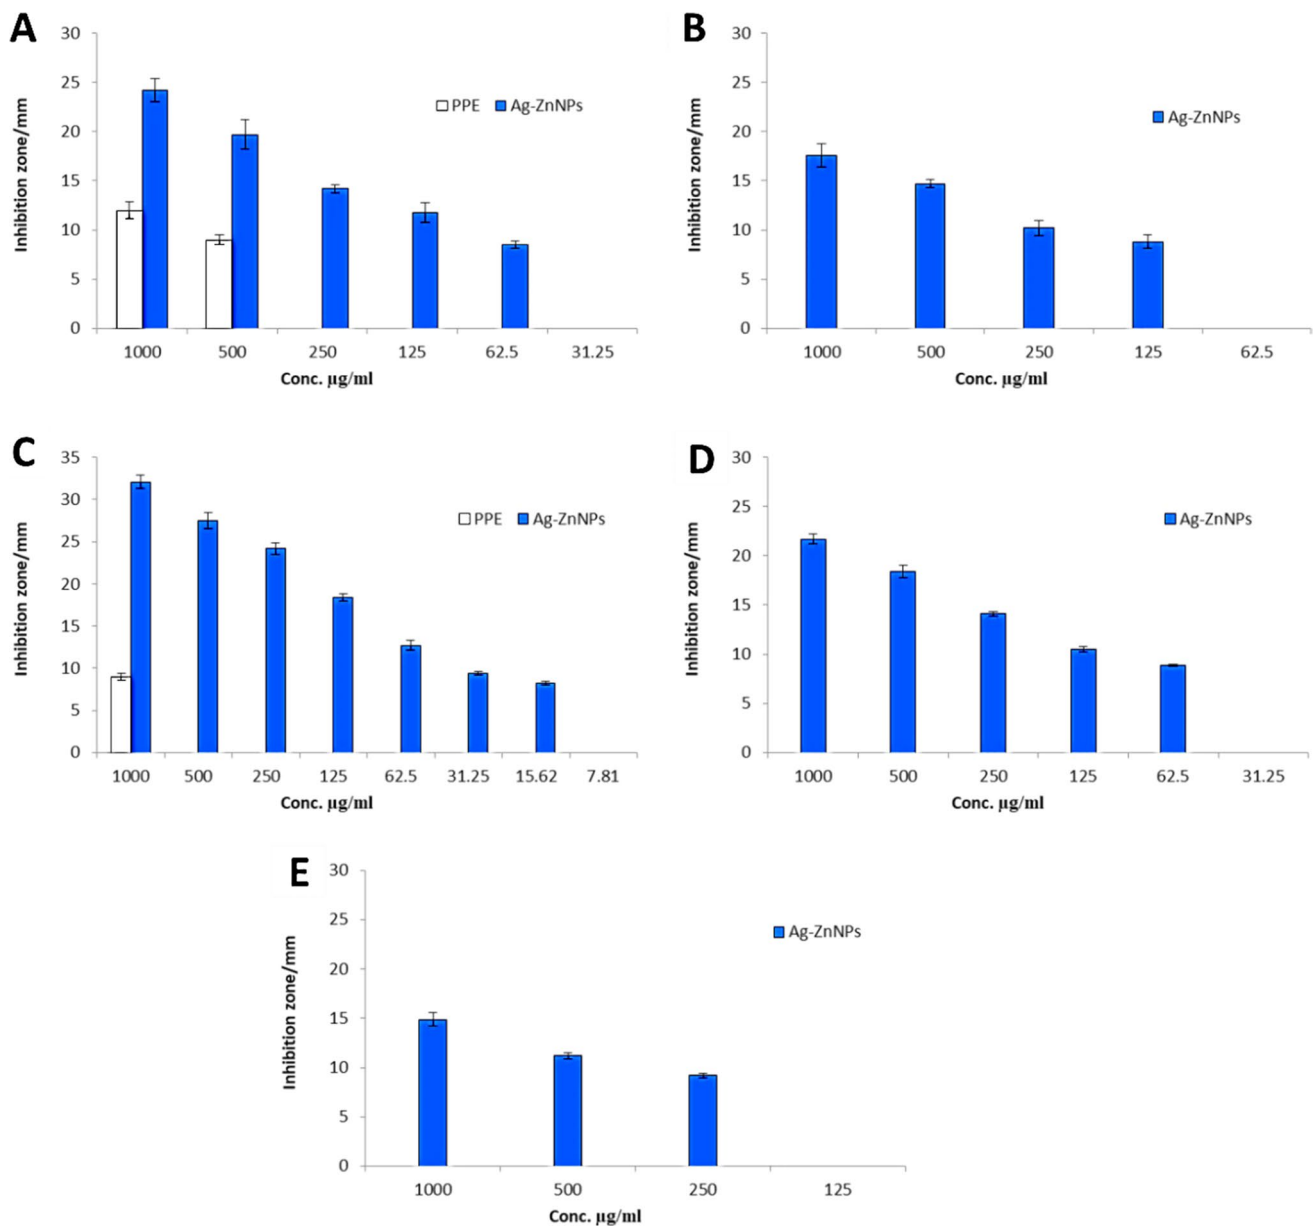 A
Inhibition zone/mm
30
25
20
15
10
5
0
PPE Ag-ZnNPs
1000 500 250 125 62.5 31.25
Conc. µg/ml
B
Inhibition zone/mm
30
25
20
15
10
5
0
Ag-ZnNPs
1000 500 250 125 62.5
Conc. µg/ml
C
Inhibition zone/mm
35
30
25
20
15
10
5
0
PPE Ag-ZnNPs
1000 500 250 125 62.5 31.25 15.62 7.81
Conc. µg/ml
D
Inhibition zone/mm
30
25
20
15
10
5
0
Ag-ZnNPs
1000 500 250 125 62.5 31.25
Conc. µg/ml
E
Inhibition zone/mm
30
25
20
15
10
5
0
Ag-ZnNPs
1000 500 250 125
Conc. µg/ml